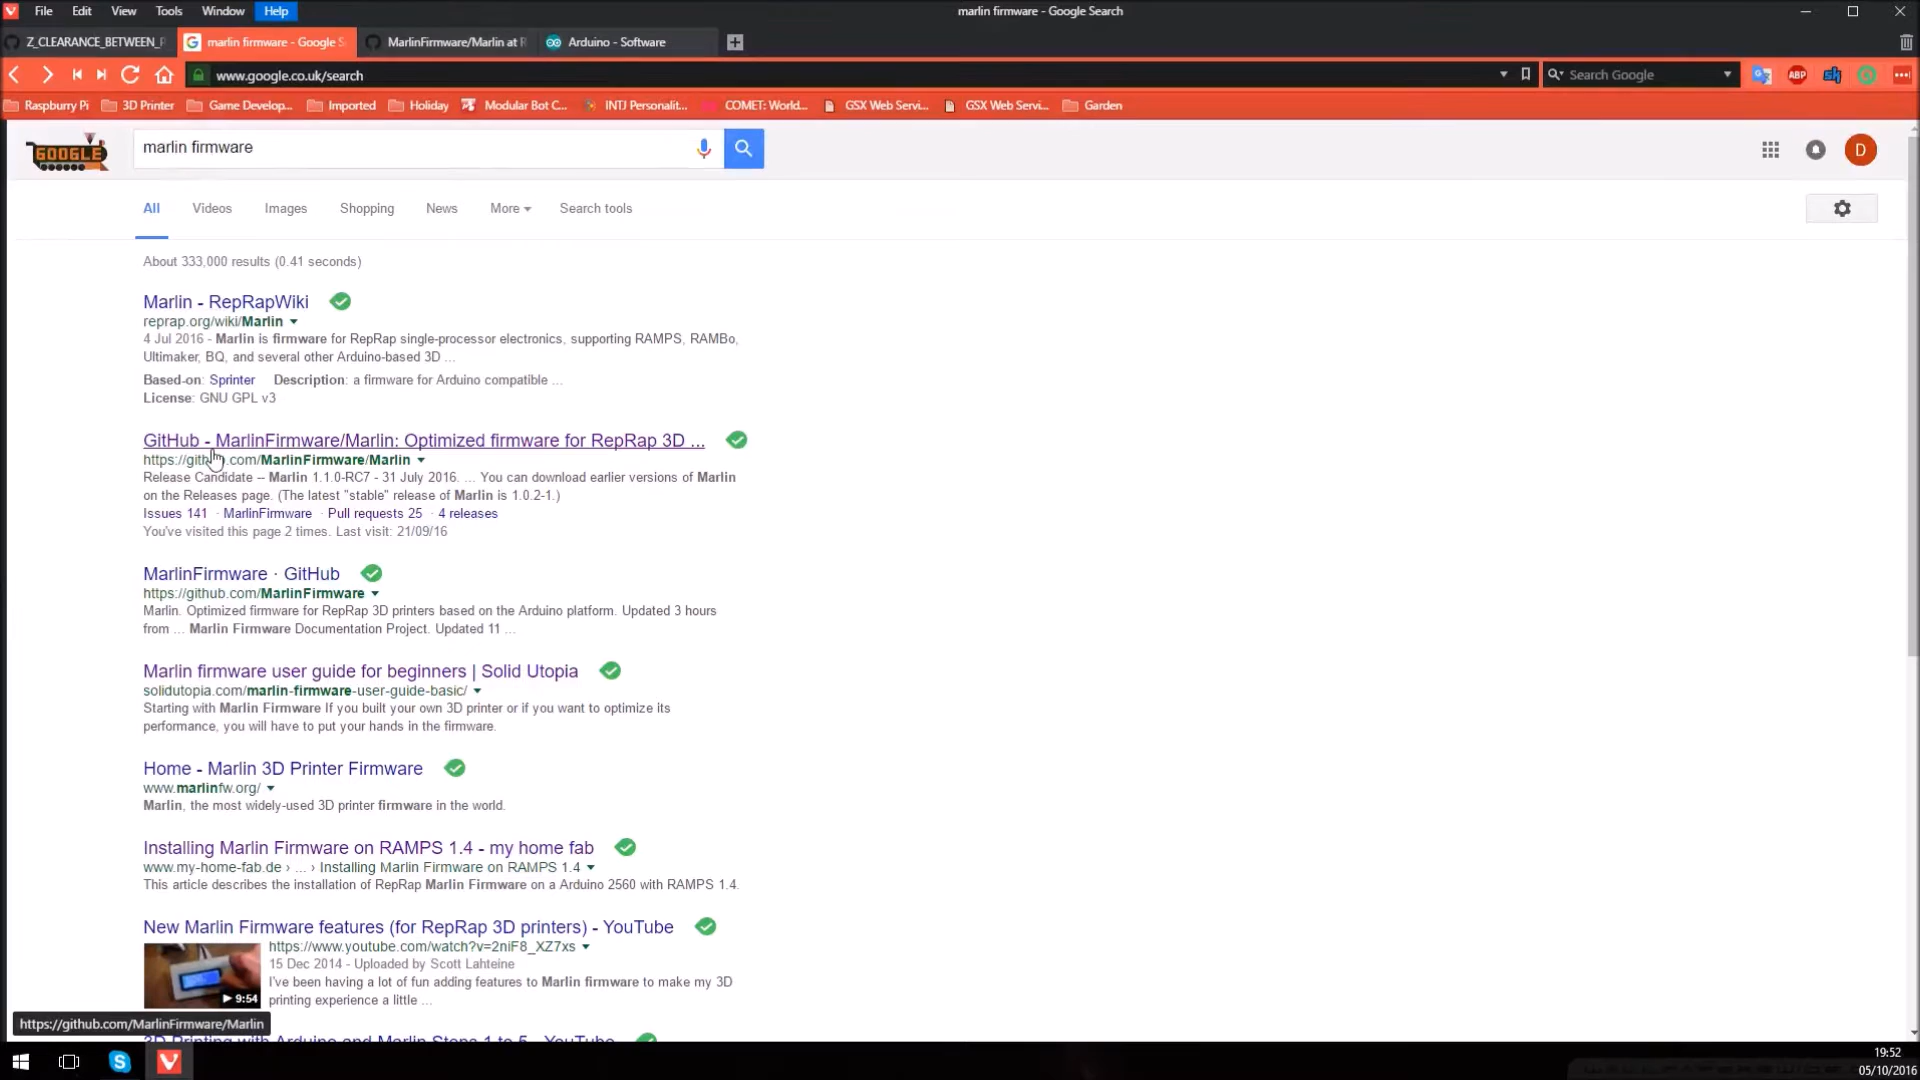 File Edit View Tools Window Help
marlin firmware - Google Search
Z_CLEARANCE_BETWEEN_P marlin firmware - Google S MarlinFirmware/Marlin at Arduino - Software
www.google.co.uk/search Search Google ABP
Raspburry Pi 3D Printer Game Develop... Imported Holiday Modular Bot C... INTJ Personalit... COMET: World... GSX Web Servi... GSX Web Servi... Garden
GOOGLE marlin firmware D
All Videos Images Shopping News More Search tools
About 333,000 results (0.41 seconds)
Marlin - RepRapWiki
reprap.org/wiki/Marlin
4 Jul 2016 - Marlin is firmware for RepRap single-processor electronics, supporting RAMPS, RAMBo,
Ultimaker, BQ, and several other Arduino-based 3D ...
Based-on: Sprinter Description: a firmware for Arduino compatible ...
License: GNU GPL v3
GitHub - MarlinFirmware/Marlin: Optimized firmware for RepRap 3D ...
https://github.com/MarlinFirmware/Marlin
Release Candidate -- Marlin 1.1.0-RC7 - 31 July 2016. ... You can download earlier versions of Marlin
on the Releases page. (The latest "stable" release of Marlin is 1.0.2-1.)
Issues 141 · MarlinFirmware · Pull requests 25 · 4 releases
You've visited this page 2 times. Last visit: 21/09/16
MarlinFirmware · GitHub
https://github.com/MarlinFirmware
Marlin. Optimized firmware for RepRap 3D printers based on the Arduino platform. Updated 3 hours
from ... Marlin Firmware Documentation Project. Updated 11 ...
Marlin firmware user guide for beginners | Solid Utopia
solidutopia.com/marlin-firmware-user-guide-basic/
Starting with Marlin Firmware If you built your own 3D printer or if you want to optimize its
performance, you will have to put your hands in the firmware.
Home - Marlin 3D Printer Firmware
www.marlinfw.org/
Marlin, the most widely-used 3D printer firmware in the world.
Installing Marlin Firmware on RAMPS 1.4 - my home fab
www.my-home-fab.de › ... › Installing Marlin Firmware on RAMPS 1.4
This article describes the installation of RepRap Marlin Firmware on a Arduino 2560 with RAMPS 1.4.
New Marlin Firmware features (for RepRap 3D printers) - YouTube
https://www.youtube.com/watch?v=2niF8_XZ7xs
15 Dec 2014 - Uploaded by Scott Lahteine
I've been having a lot of fun adding features to Marlin firmware to make my 3D
9:54 printing experience a little ...
https://github.com/MarlinFirmware/Marlin
3D Printing with Arduino and Marlin Steps 1 to 5 - YouTube
19:52
05/10/2016